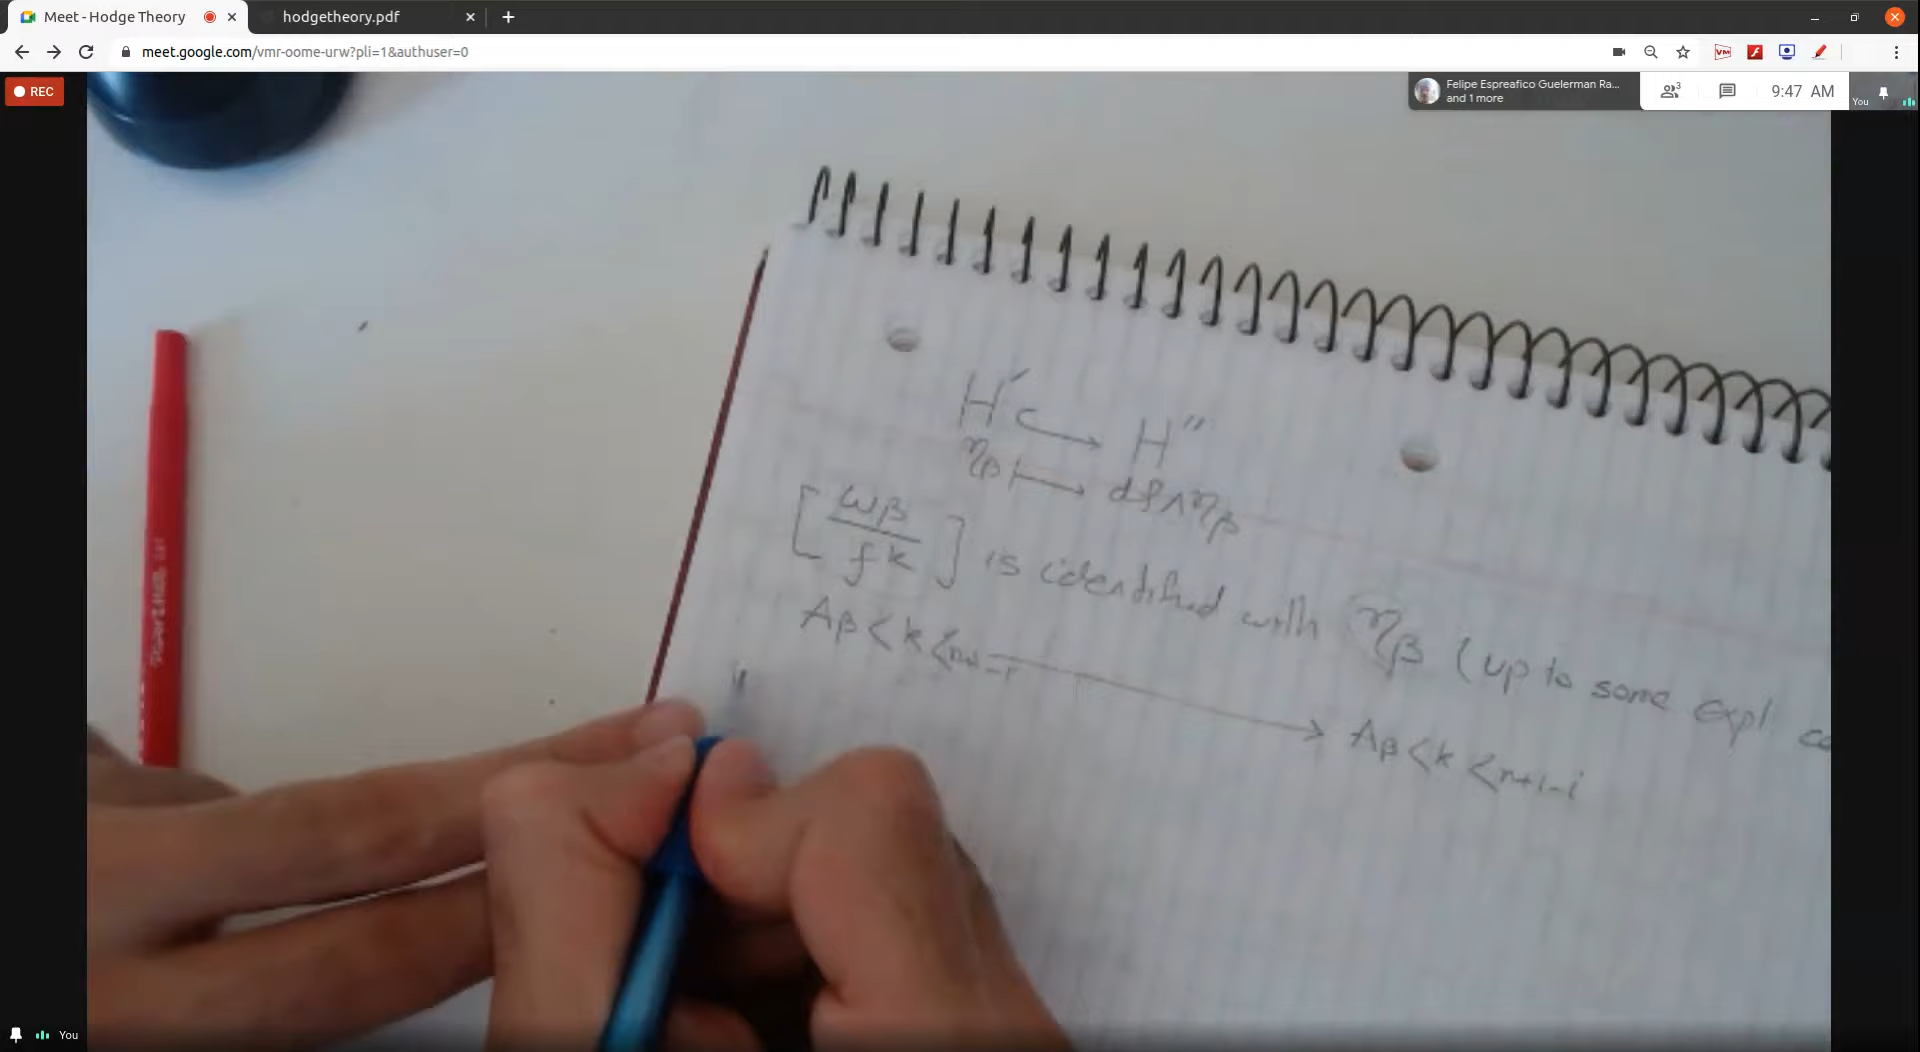 Meet - Hodge Theory
hodgetheory.pdf
meet.google.com/vmr-oome-urw?pli=1&authuser=0
REC
Felipe Espreafico Guelerman Ra...
and 1 more
3
9:47 AM
You
H' ↪ H''
ηβ ↦ df∧ηβ
[ωβ/f^k] is identified with ηβ (up to some expl
Aβ < k < n+1-i → Aβ < k < n+1-i
You